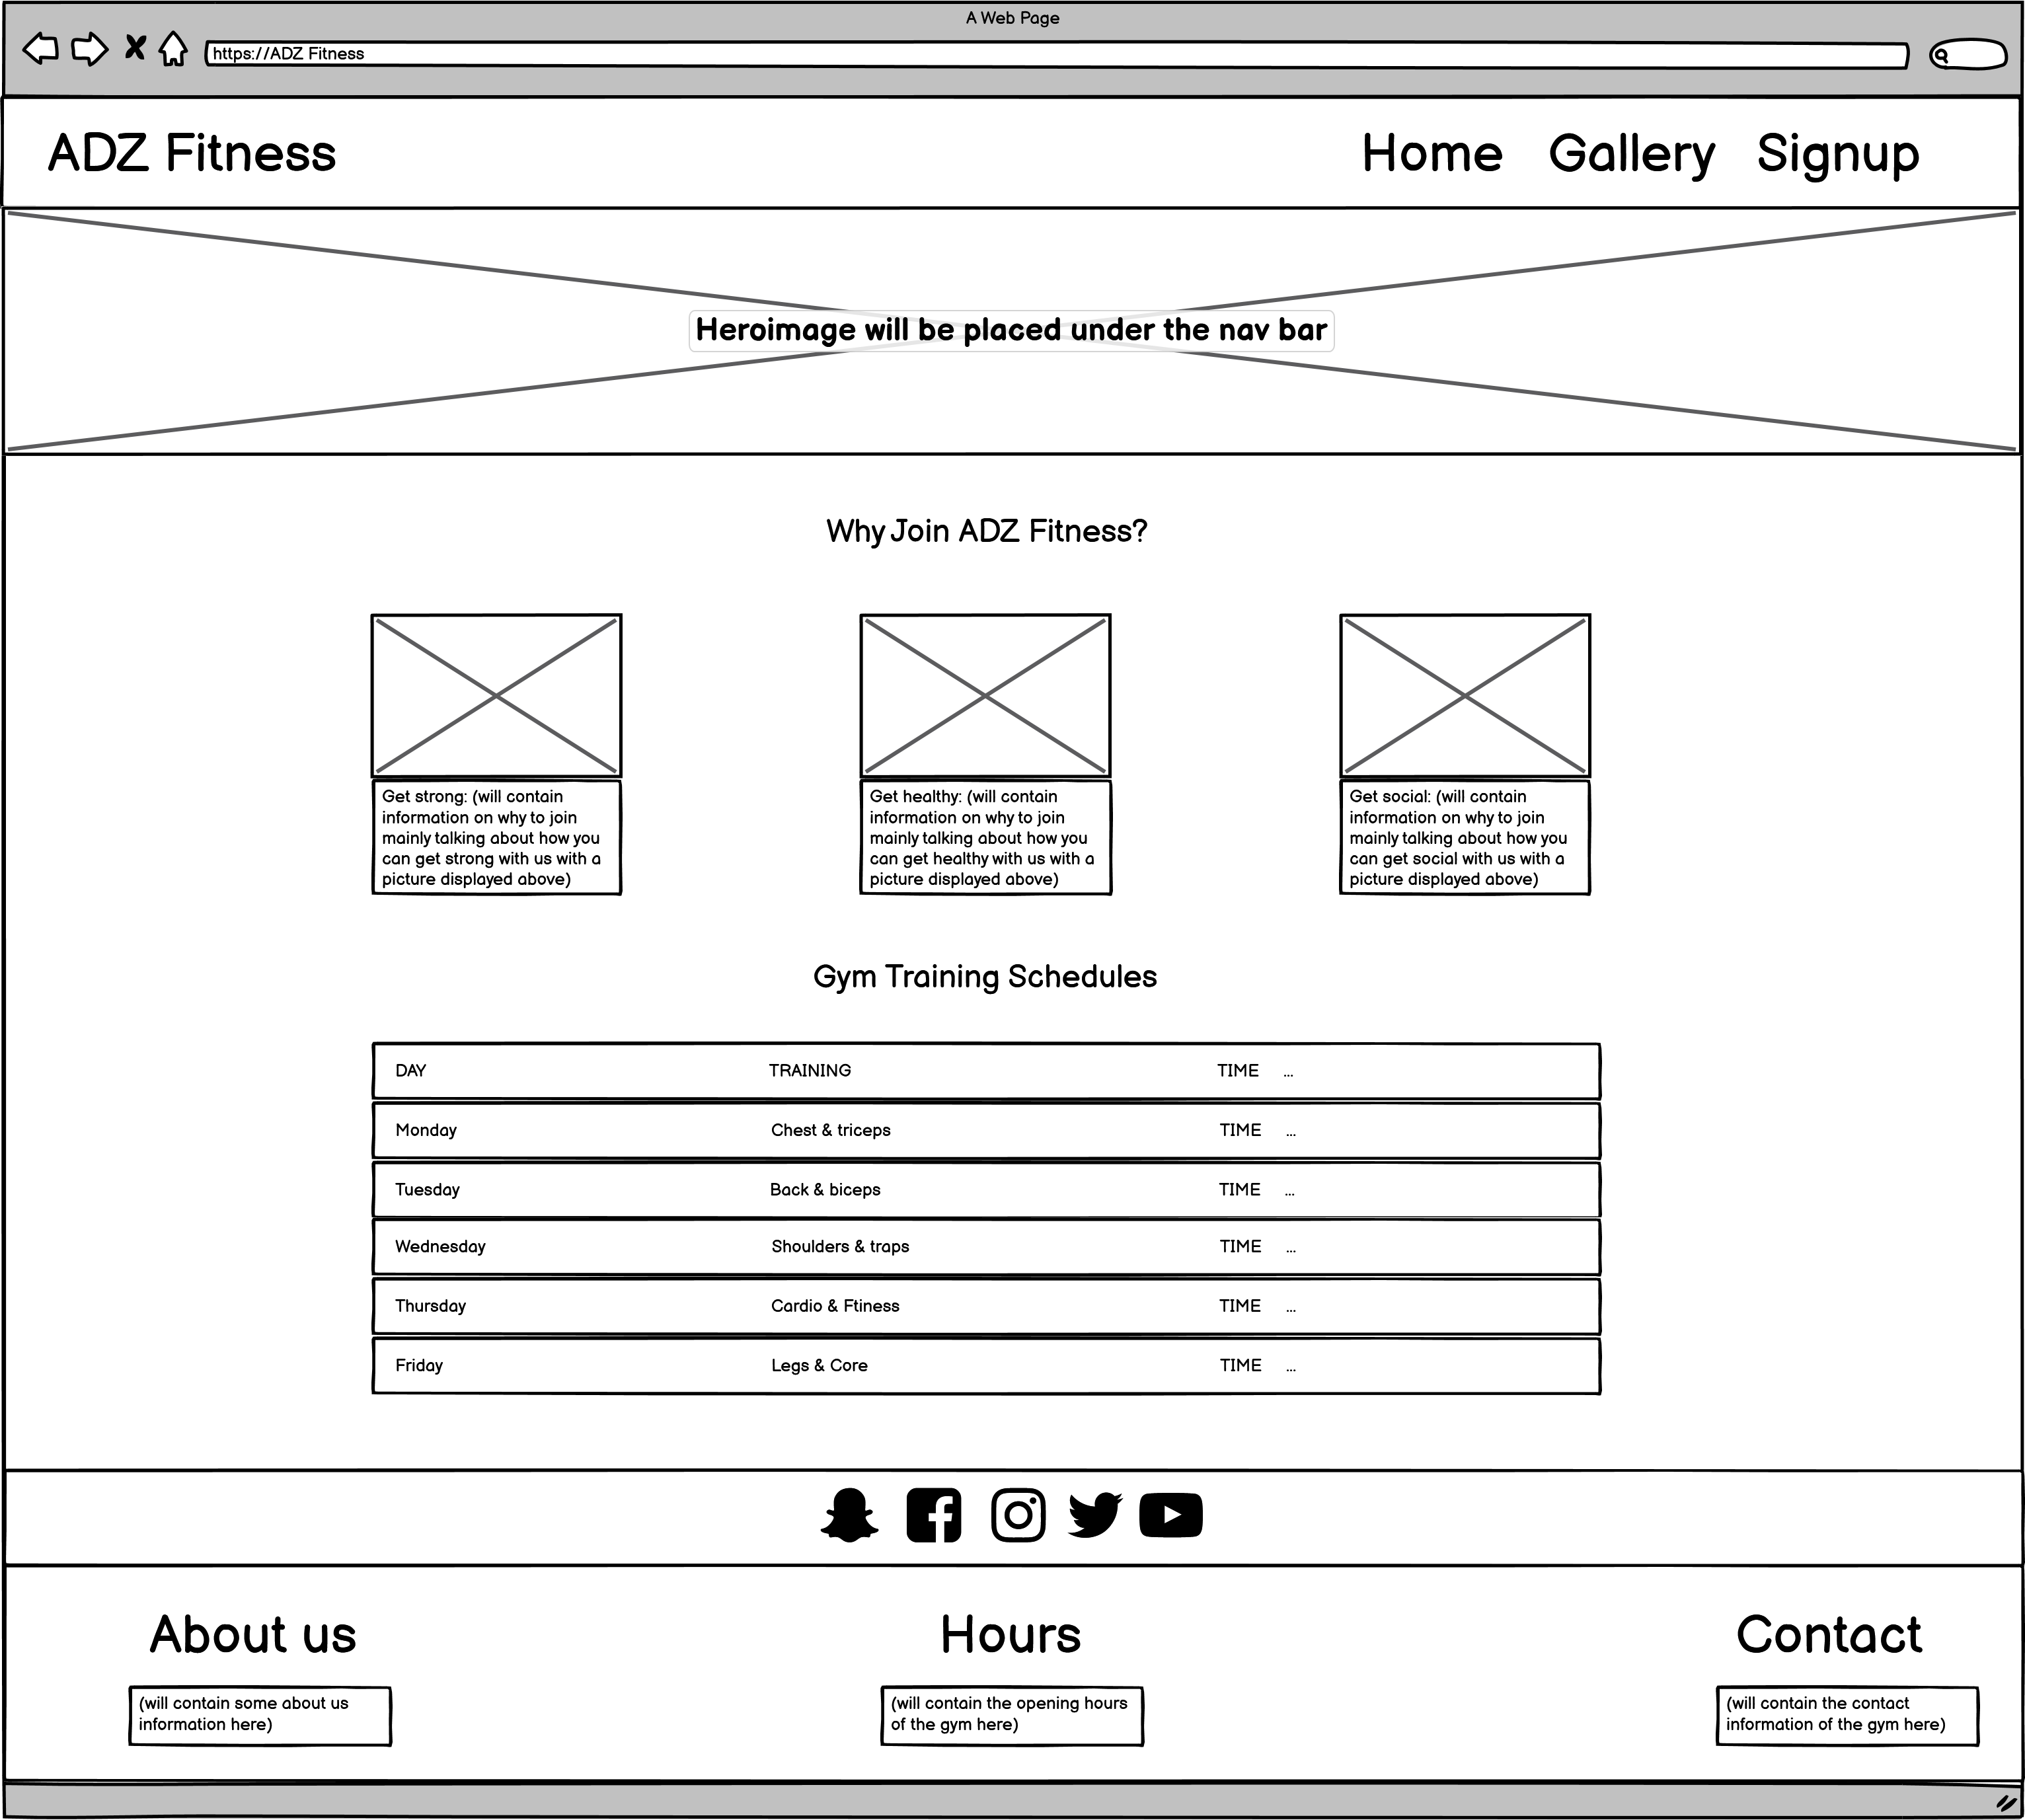 A Web Page
https://ADZ Fitness
ADZ Fitness
Home Gallery Signup
Heroimage will be placed under the nav bar
Why Join ADZ Fitness?
Get strong: (will contain
information on why to join
mainly talking about how you
can get strong with us with a
picture displayed above)
Get healthy: (will contain
information on why to join
mainly talking about how you
can get healthy with us with a
picture displayed above)
Get social: (will contain
information on why to join
mainly talking about how you
can get social with us with a
picture displayed above)
Gym Training Schedules
DAY TRAINING TIME ...
Monday Chest & triceps TIME ...
Tuesday Back & biceps TIME ...
Wednesday Shoulders & traps TIME ...
Thursday Cardio & Ftiness TIME ...
Friday Legs & Core TIME ...
About us
(will contain some about us
information here)
Hours
(will contain the opening hours
of the gym here)
Contact
(will contain the contact
information of the gym here)